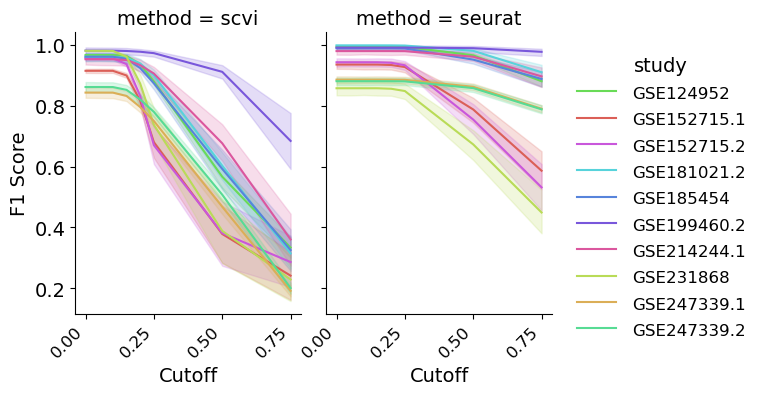 method = scvi
method = seurat
F1 Score
1.0
0.8
0.6
0.4
0.2
0.00
0.25
0.50
0.75
0.00
0.25
0.50
0.75
Cutoff
Cutoff
study
GSE124952
GSE152715.1
GSE152715.2
GSE181021.2
GSE185454
GSE199460.2
GSE214244.1
GSE231868
GSE247339.1
GSE247339.2